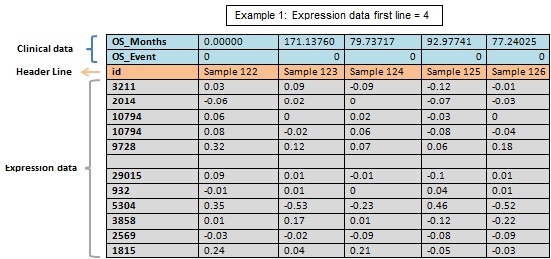 Example 1: Expression data first line = 4
Clinical data
OS_Months 0.00000 171.13760 79.73717 92.97741 77.24025
OS_Event 0 0 0 0 0
Header Line
id Sample 122 Sample 123 Sample 124 Sample 125 Sample 126
3211 0.03 0.09 -0.09 -0.12 -0.01
2014 -0.06 0.02 0 -0.07 -0.03
10794 0.06 0 0.02 -0.03 0
10794 0.08 -0.02 0.06 -0.08 -0.04
9728 0.32 0.12 0.07 0.06 0.18
Expression data
29015 0.09 0.01 -0.01 -0.1 0.01
932 -0.01 0.01 0 0.04 0.01
5304 0.35 -0.53 -0.23 0.46 -0.52
3858 0.01 0.17 0.01 -0.12 -0.22
2569 -0.03 -0.02 -0.09 -0.08 -0.09
1815 0.24 0.04 0.21 -0.05 -0.03